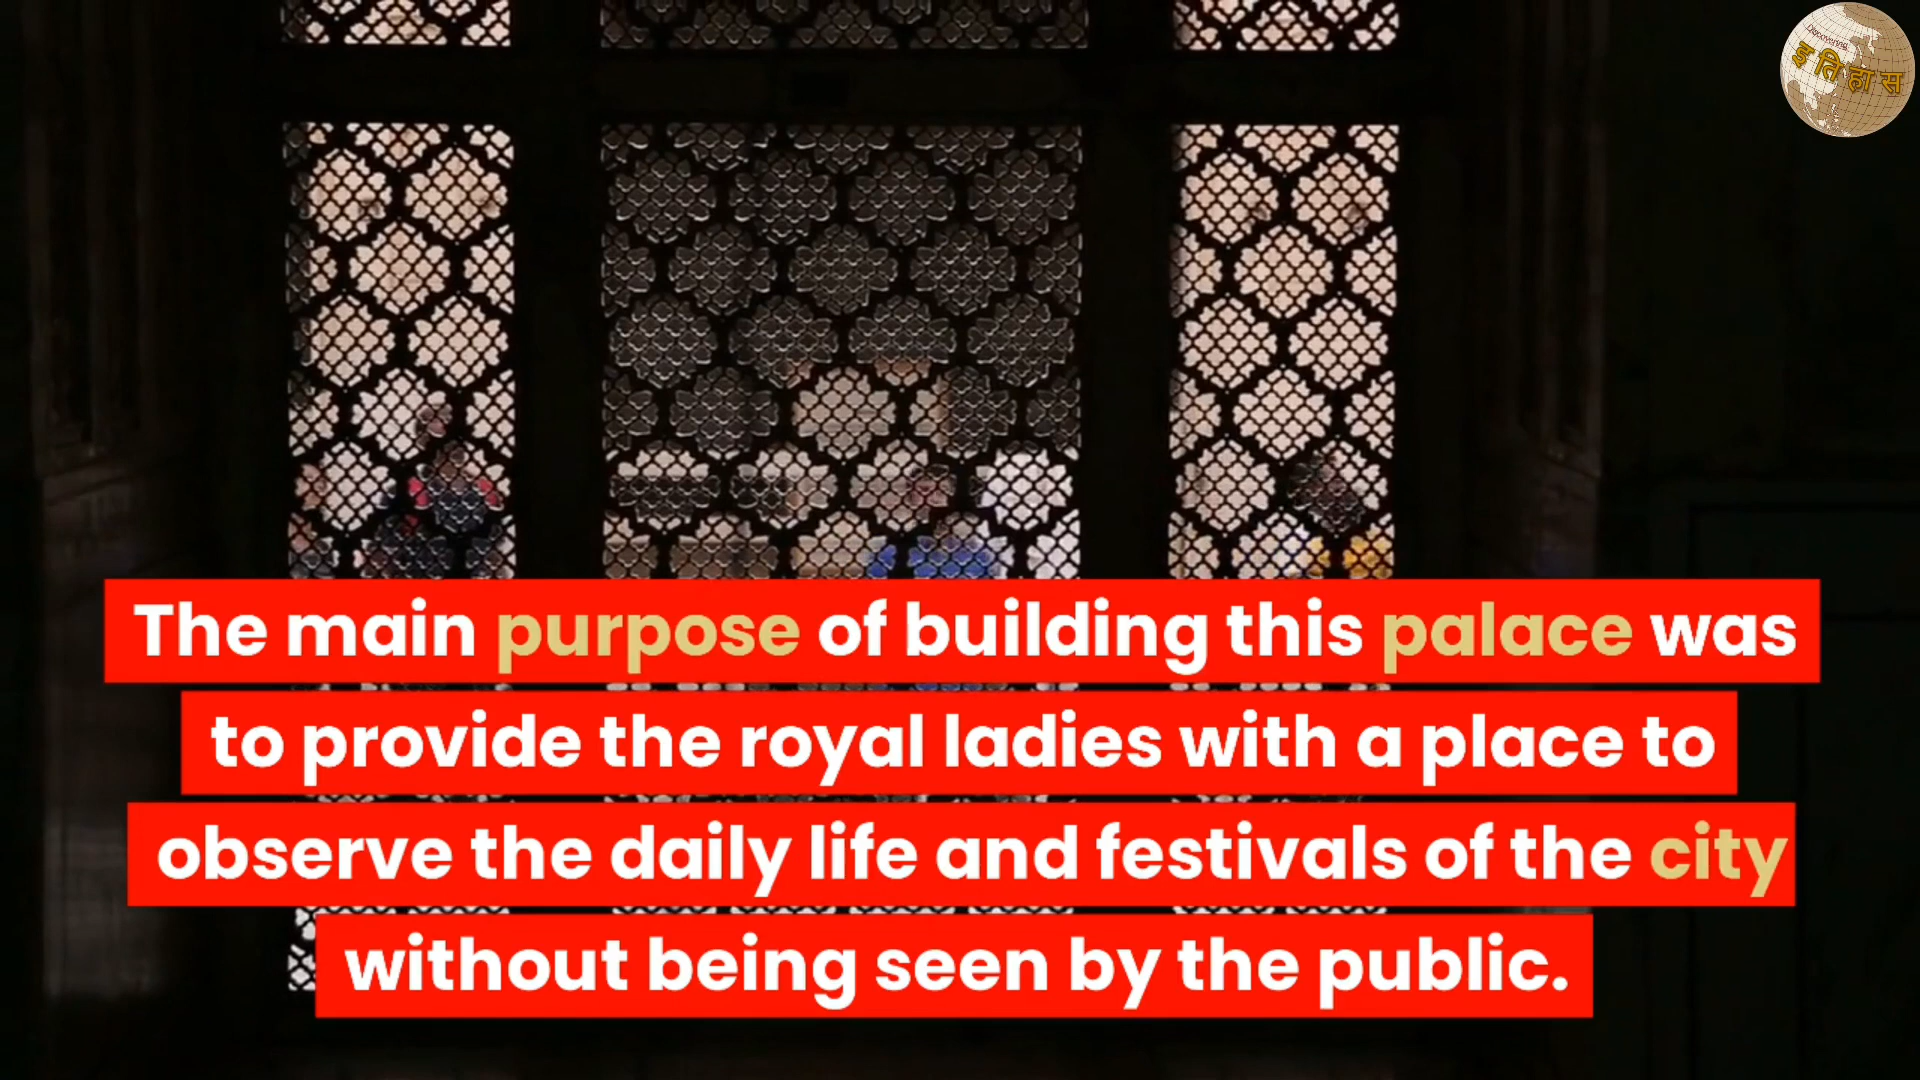 Discovering
इतिहास
The main purpose of building this palace was
to provide the royal ladies with a place to
observe the daily life and festivals of the city
without being seen by the public.